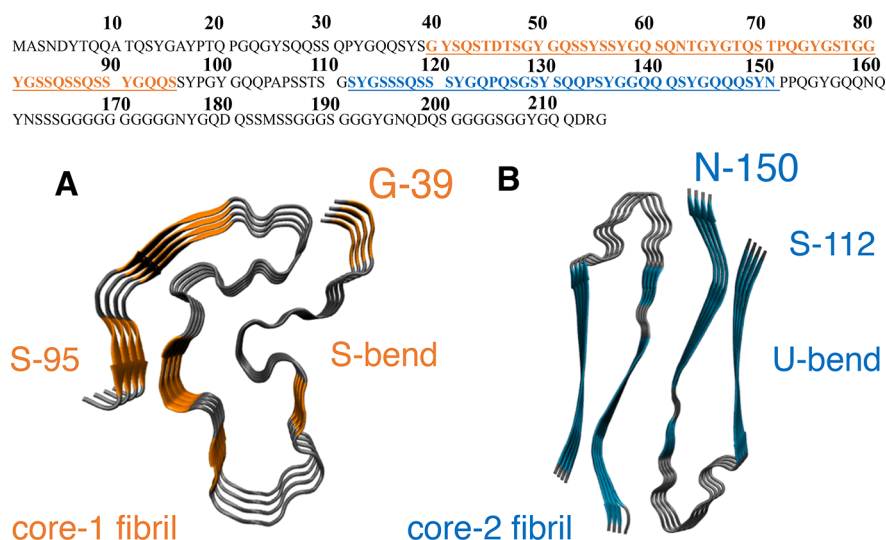 10 20 30 40 50 60 70 80
MASNDYTQQA TQSYGAYPTQ PGQGYSQQSS QPYGQQSYSG YSQSTDTSGY GQSSYSSYGQ SQNTGYGTQS TPQGYGSTGG
90 100 110 120 130 140 150 160
YGSSQSSQSS YGQQSSYPGY GQQPAPSSTS GSYGSSSQSS SYGQPQSGSY SQQPSYGGQQ QSYGQQQSYN PPQGYGQQNQ
170 180 190 200 210
YNSSSGGGGG GGGGGNYGQD QSSMSSGGGS GGGYGNQDQS GGGGSGGYGQ QDRG
A
G-39
B
N-150
S-112
S-95
S-bend
U-bend
core-1 fibril
core-2 fibril